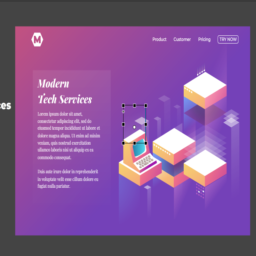 M
Product Customer Pricing TRY NOW
Modern
Tech Services
Lorem ipsum dolor sit amet,
consectetur adipiscing elit, sed do
eiusmod tempor incididunt ut labore et
dolore magna aliqua. Ut enim ad minim
veniam, quis nostrud exercitation
ullamco laboris nisi ut aliquip ex ea
commodo consequat.
Duis aute irure dolor in reprehenderit
in voluptate velit esse cillum dolore eu
fugiat nulla pariatur.
ces